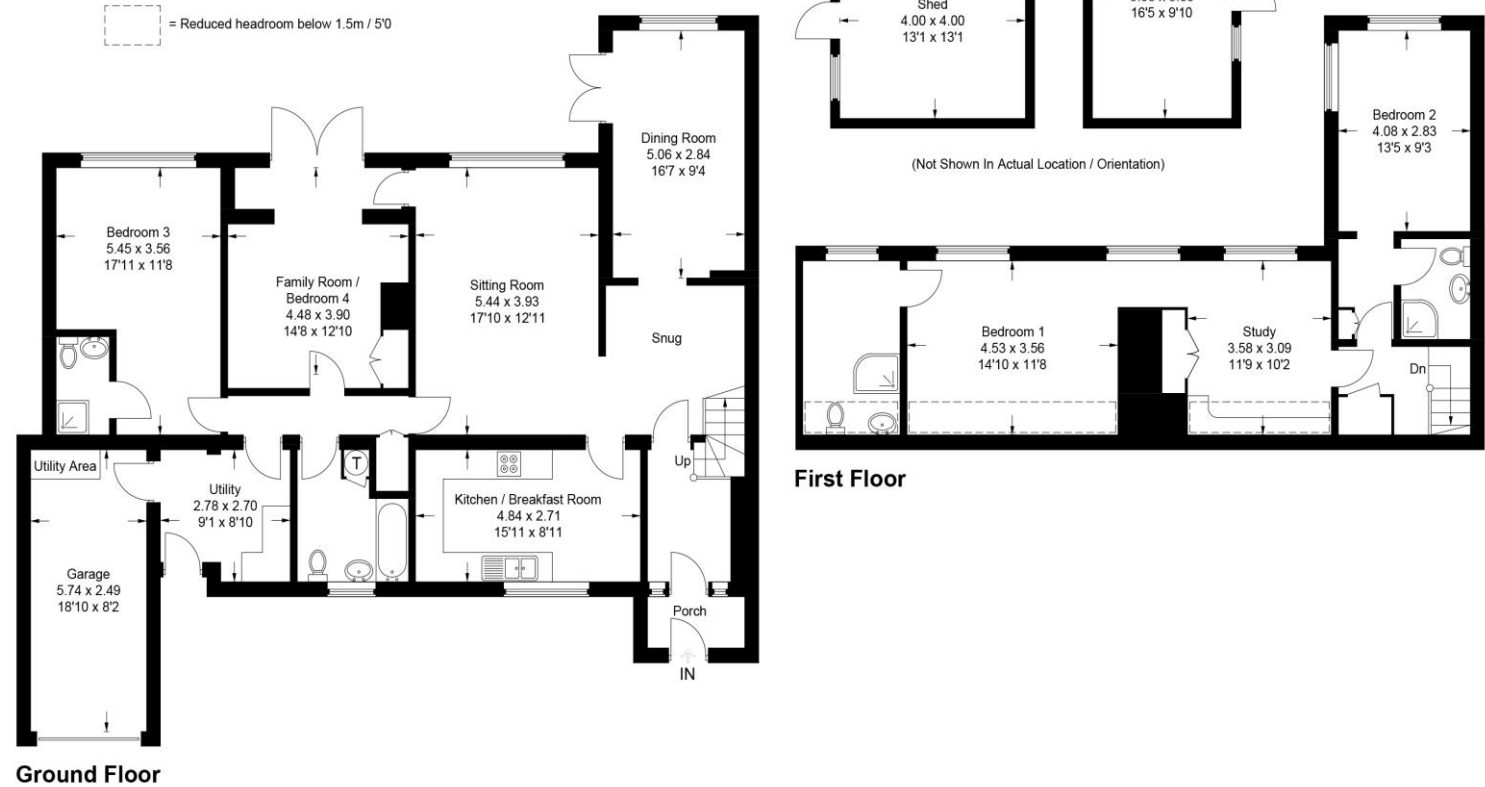 = Reduced headroom below 1.5m / 5'0
Shed
4.00 x 4.00
13'1 x 13'1
16'5 x 9'10
(Not Shown In Actual Location / Orientation)
Dining Room
5.06 x 2.84
16'7 x 9'4
Bedroom 3
5.45 x 3.56
17'11 x 11'8
Family Room /
Bedroom 4
4.48 x 3.90
14'8 x 12'10
Sitting Room
5.44 x 3.93
17'10 x 12'11
Snug
Utility Area
Utility
2.78 x 2.70
9'1 x 8'10
T
Kitchen / Breakfast Room
4.84 x 2.71
15'11 x 8'11
Up
Garage
5.74 x 2.49
18'10 x 8'2
Porch
IN
Ground Floor
Bedroom 2
4.08 x 2.83
13'5 x 9'3
Bedroom 1
4.53 x 3.56
14'10 x 11'8
Study
3.58 x 3.09
11'9 x 10'2
Dn
First Floor